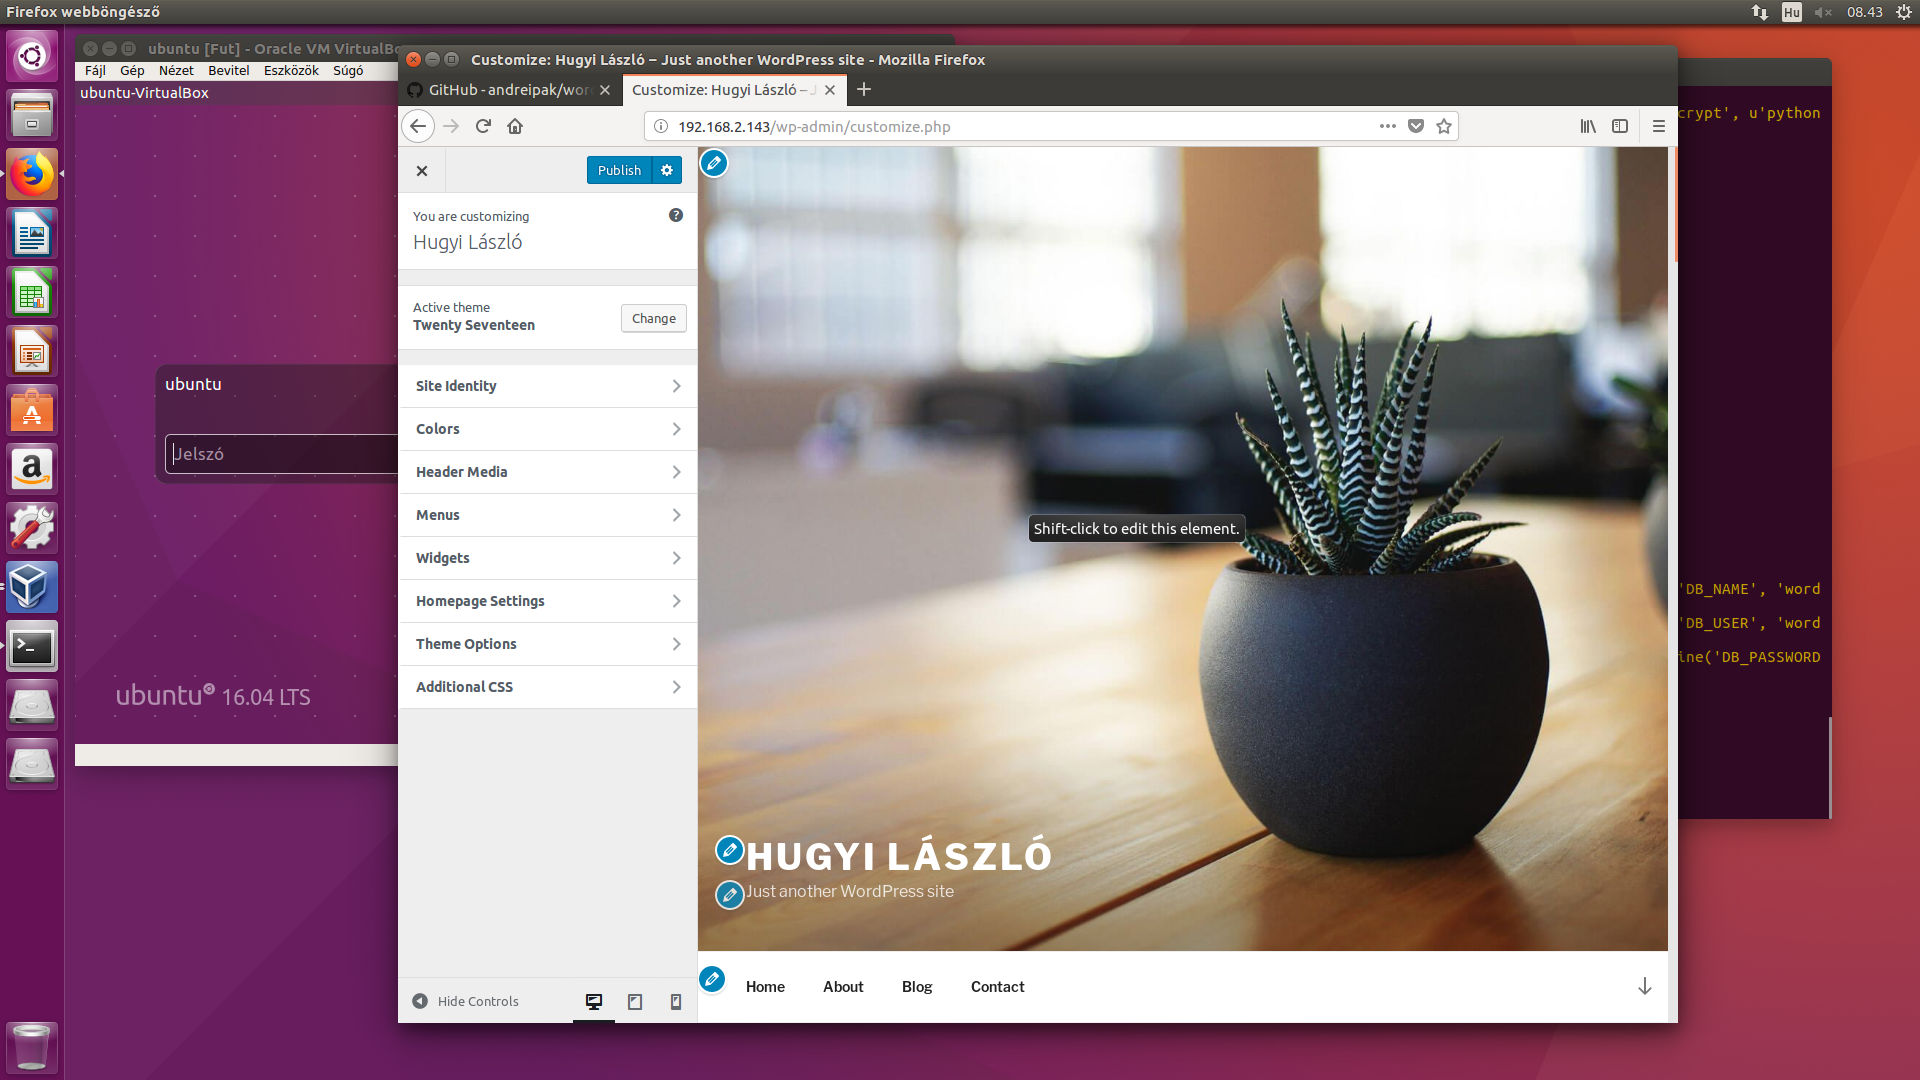 Firefox webböngésző
Hu
08.43
ubuntu [Fut] - Oracle VM VirtualBo
Fájl Gép Nézet Bevitel Eszközök Súgó
ubuntu-VirtualBox
ubuntu
Jelszó
ubuntu 16.04 LTS
Customize: Hugyi László – Just another WordPress site - Mozilla Firefox
GitHub - andreipak/wor
Customize: Hugyi László –
192.168.2.143/wp-admin/customize.php
Publish
You are customizing
Hugyi László
Active theme
Twenty Seventeen
Change
Site Identity
Colors
Header Media
Menus
Widgets
Homepage Settings
Theme Options
Additional CSS
Hide Controls
Shift-click to edit this element.
HUGYI LÁSZLÓ
Just another WordPress site
Home About Blog Contact
crypt', u'python
'DB_NAME', 'word
'DB_USER', 'word
ine('DB_PASSWORD